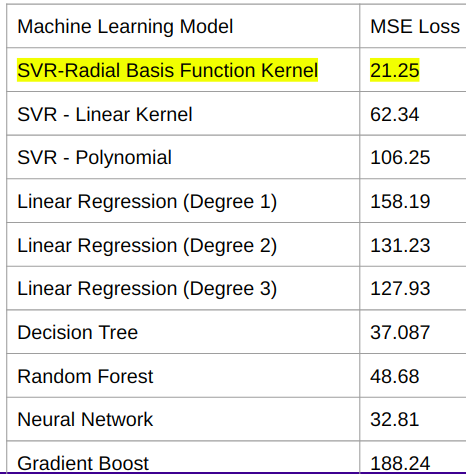 Machine Learning Model MSE Loss
SVR-Radial Basis Function Kernel 21.25
SVR - Linear Kernel 62.34
SVR - Polynomial 106.25
Linear Regression (Degree 1) 158.19
Linear Regression (Degree 2) 131.23
Linear Regression (Degree 3) 127.93
Decision Tree 37.087
Random Forest 48.68
Neural Network 32.81
Gradient Boost 188.24